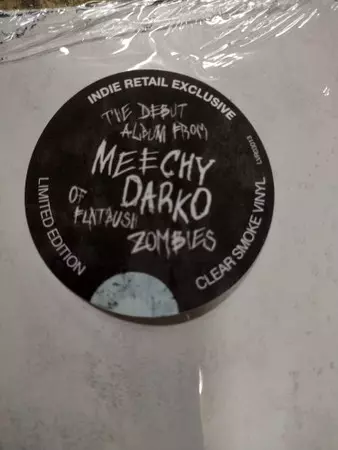 INDIE RETAIL EXCLUSIVE
THE DEBUT
ALBUM FROM
MEECHY
DARKO
OF FLATBUSH
ZOMBIES
LIMITED EDITION
CLEAR SMOKE VINYL